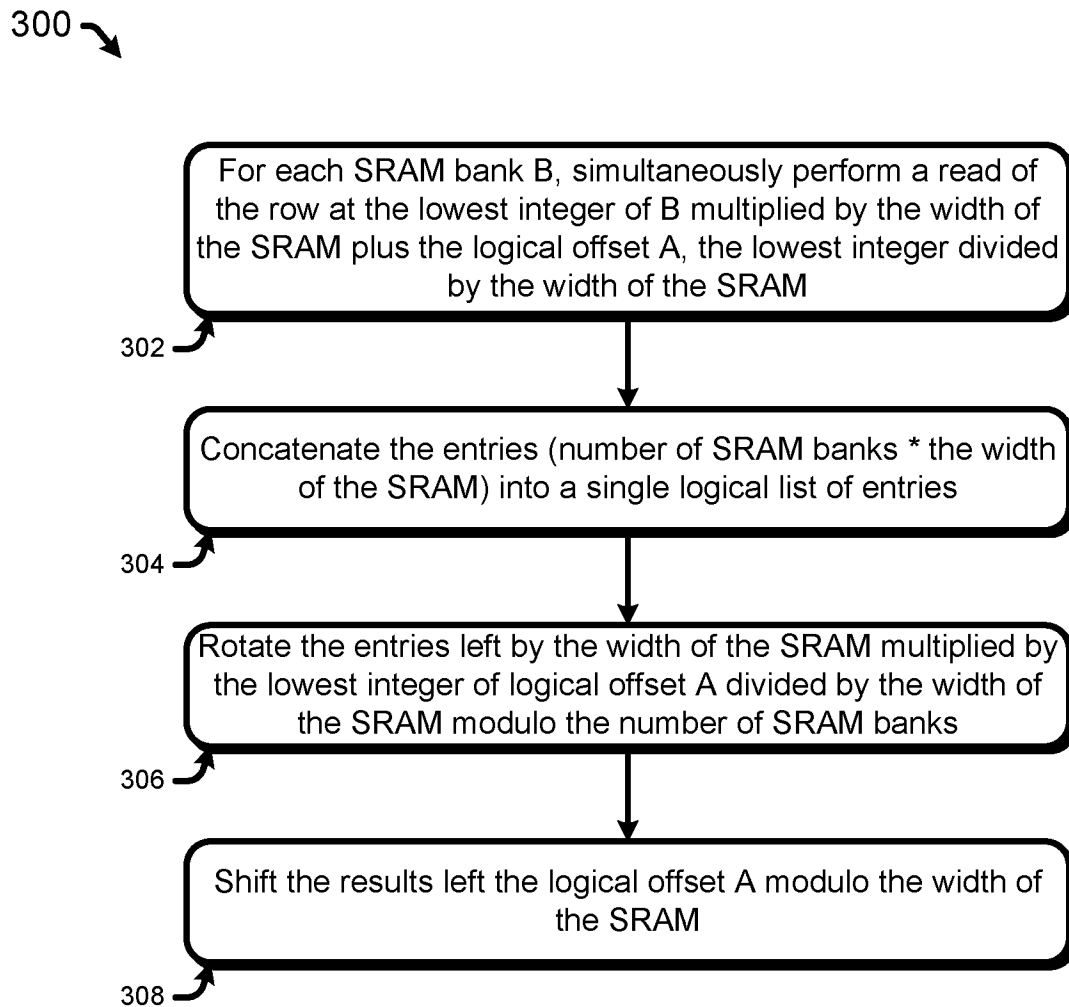 300
For each SRAM bank B, simultaneously perform a read of
the row at the lowest integer of B multiplied by the width of
the SRAM plus the logical offset A, the lowest integer divided
by the width of the SRAM
302
Concatenate the entries (number of SRAM banks * the width
of the SRAM) into a single logical list of entries
304
Rotate the entries left by the width of the SRAM multiplied by
the lowest integer of logical offset A divided by the width of
the SRAM modulo the number of SRAM banks
306
Shift the results left the logical offset A modulo the width of
the SRAM
308